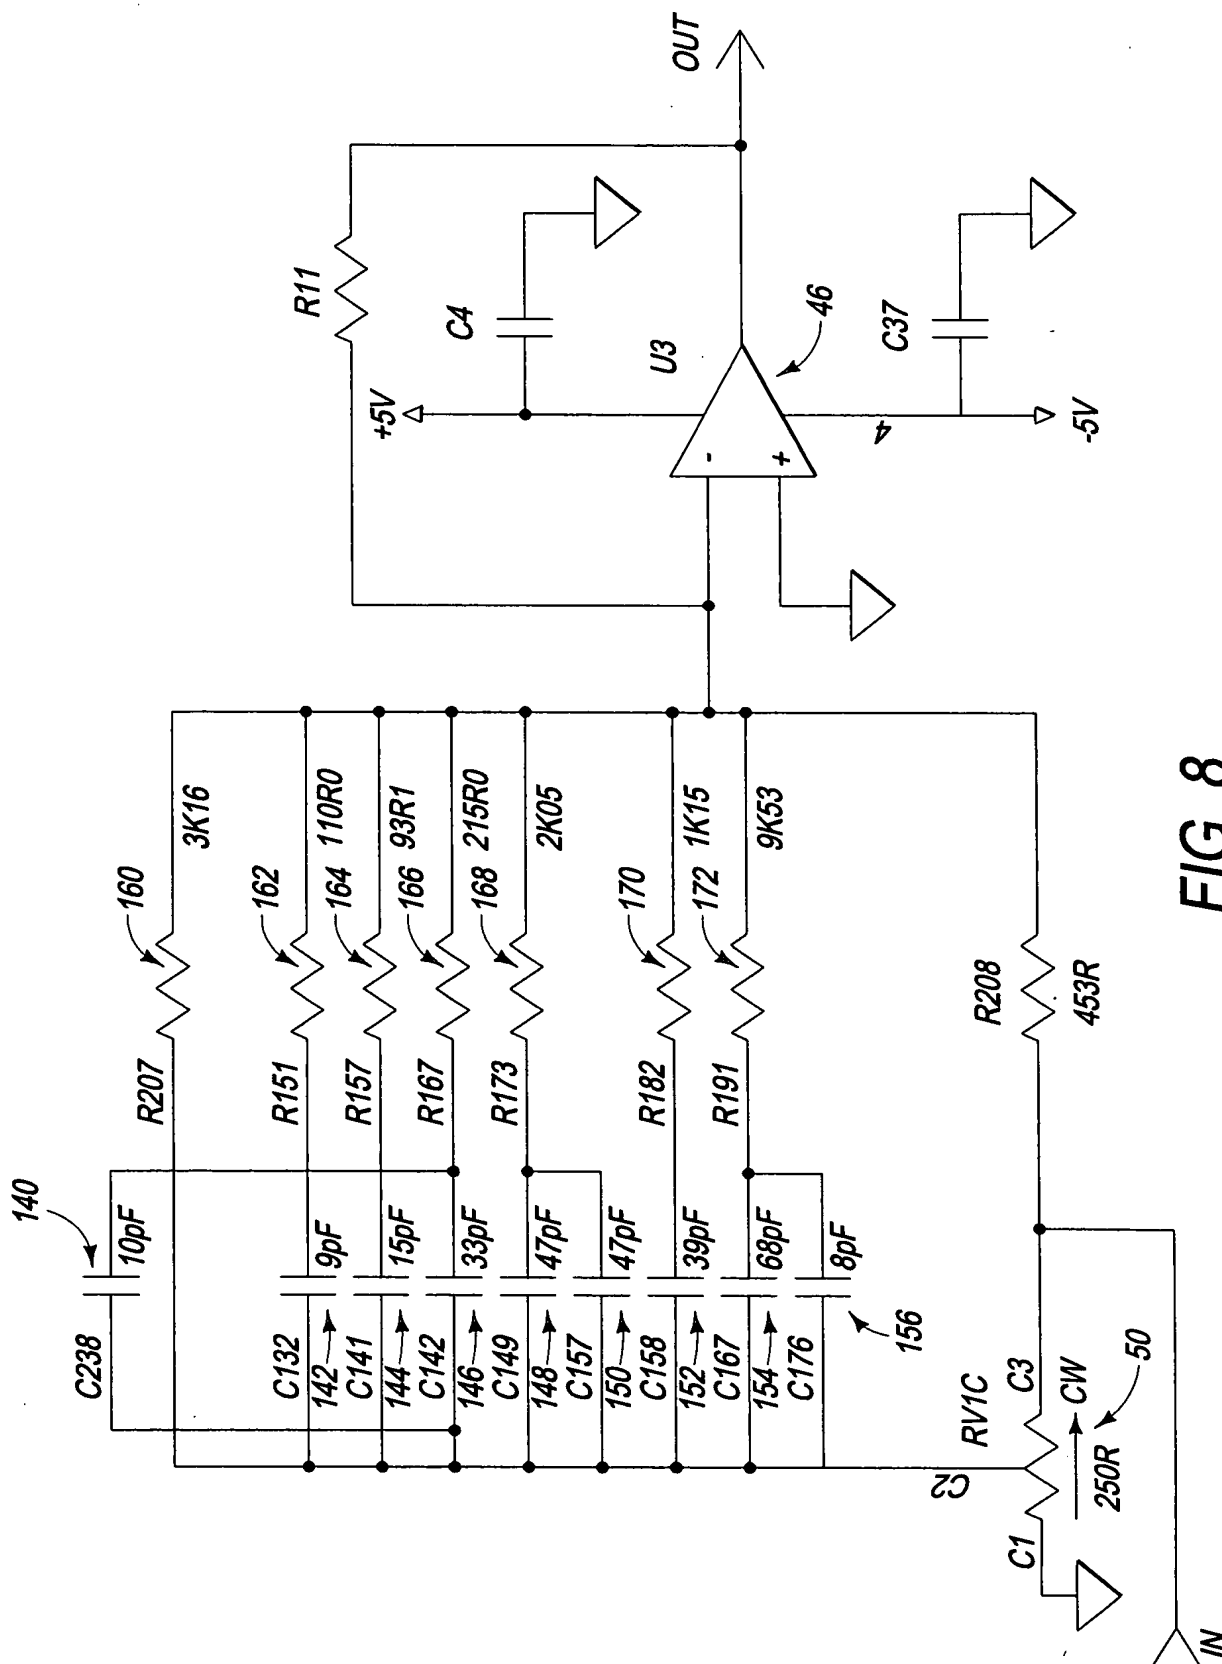 140
10pF
C238
160
R207
3K16
162
R151
110R0
9pF
C132
142
164
R157
93R1
15pF
C141
144
166
R167
215R0
33pF
C142
146
168
R173
2K05
47pF
C149
148
47pF
C157
150
170
R182
1K15
39pF
C158
152
172
R191
9K53
68pF
C167
154
8pF
C176
156
R208
453R
C2
RV1C
C1
C3
CW
250R
50
IN
R11
+5V
C4
U3
-
+
46
4
-5V
C37
OUT
FIG 8